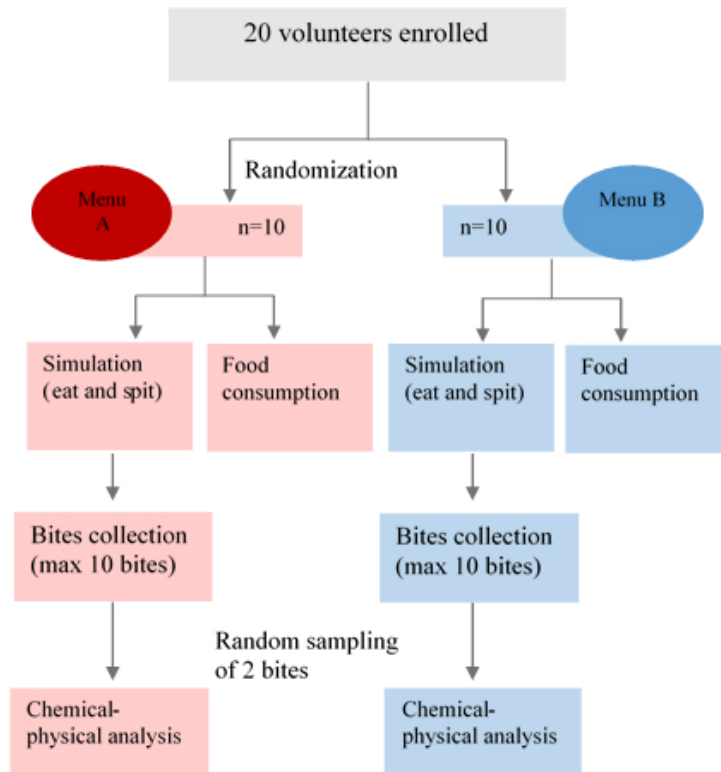 20 volunteers enrolled
Randomization
Menu
A
n=10
n=10
Menu B
Simulation
(eat and spit)
Food
consumption
Simulation
(eat and spit)
Food
consumption
Bites collection
(max 10 bites)
Bites collection
(max 10 bites)
Random sampling
of 2 bites
Chemical-
physical analysis
Chemical-
physical analysis